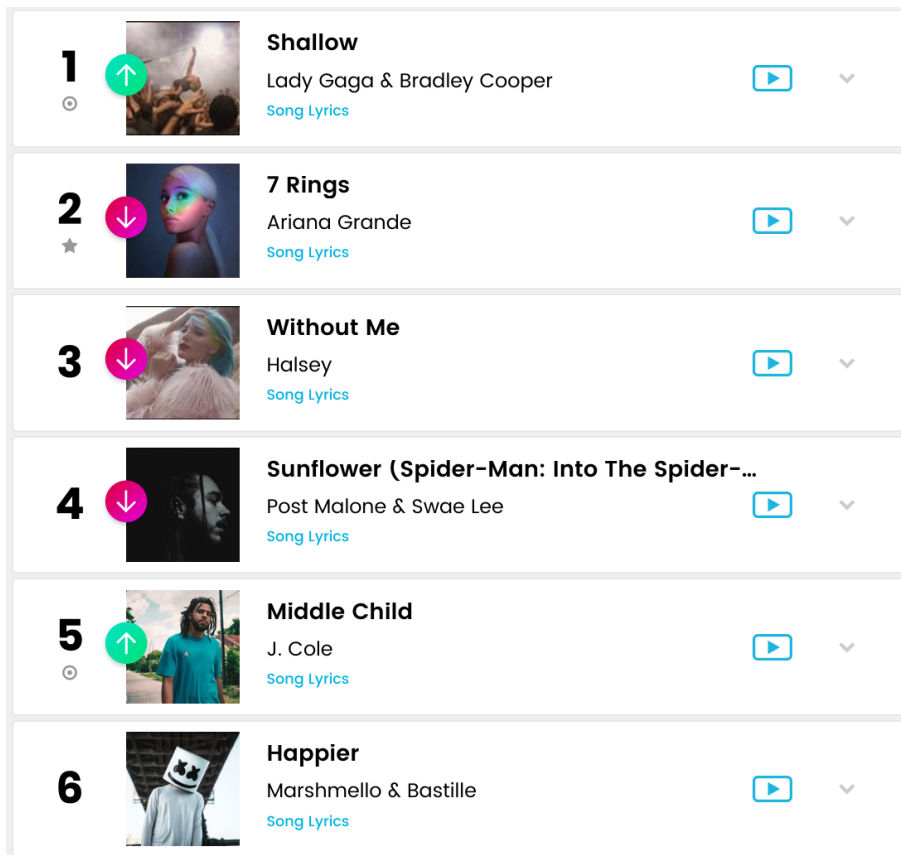 1
Shallow
Lady Gaga & Bradley Cooper
Song Lyrics
2
7 Rings
Ariana Grande
Song Lyrics
3
Without Me
Halsey
Song Lyrics
4
Sunflower (Spider-Man: Into The Spider-...
Post Malone & Swae Lee
Song Lyrics
5
Middle Child
J. Cole
Song Lyrics
6
Happier
Marshmello & Bastille
Song Lyrics